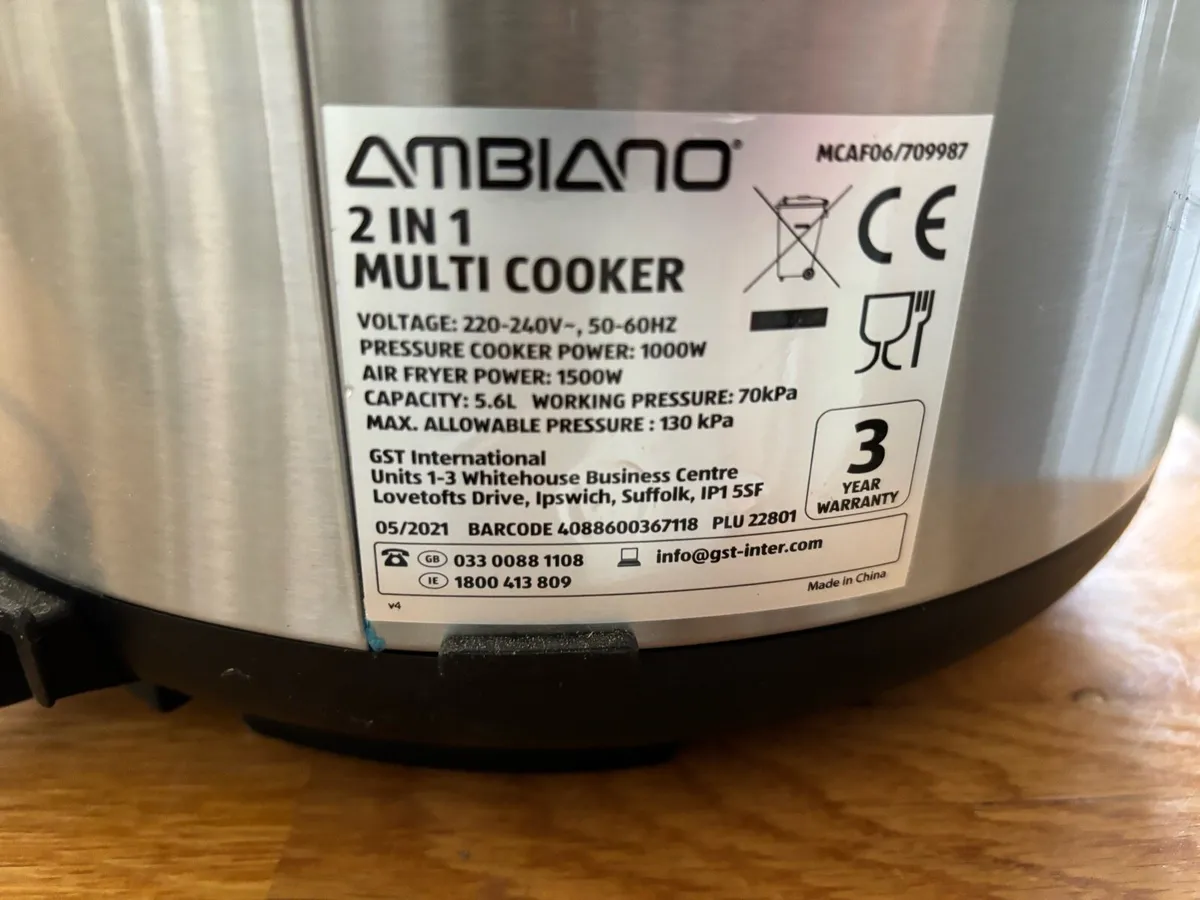 AMBIANO®
MCAF06/709987
2 IN 1
MULTI COOKER
CE
VOLTAGE: 220-240V~, 50-60HZ
PRESSURE COOKER POWER: 1000W
AIR FRYER POWER: 1500W
CAPACITY: 5.6L WORKING PRESSURE: 70kPa
MAX. ALLOWABLE PRESSURE : 130 kPa
GST International
Units 1-3 Whitehouse Business Centre
Lovetofts Drive, Ipswich, Suffolk, IP1 5SF
3
YEAR
WARRANTY
05/2021 BARCODE 4088600367118 PLU 22801
GB 033 0088 1108 info@gst-inter.com
IE 1800 413 809
Made in China
v4